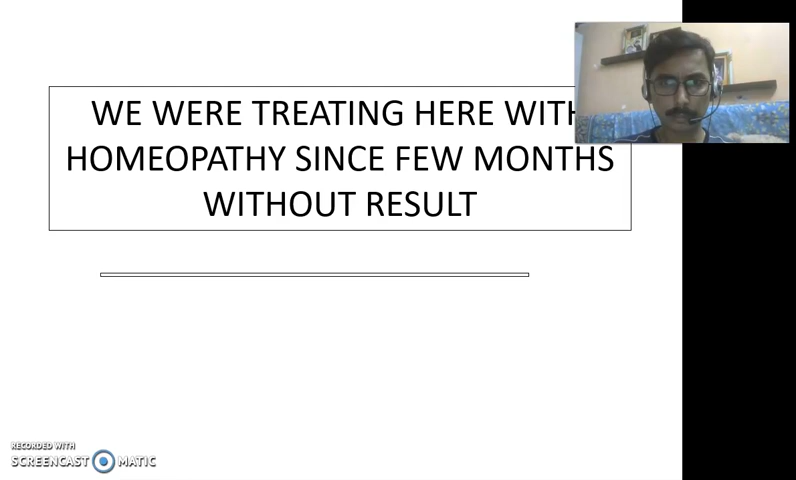 WE WERE TREATING HERE WITH
HOMEOPATHY SINCE FEW MONTHS
WITHOUT RESULT
RECORDED WITH
SCREENCAST MATIC